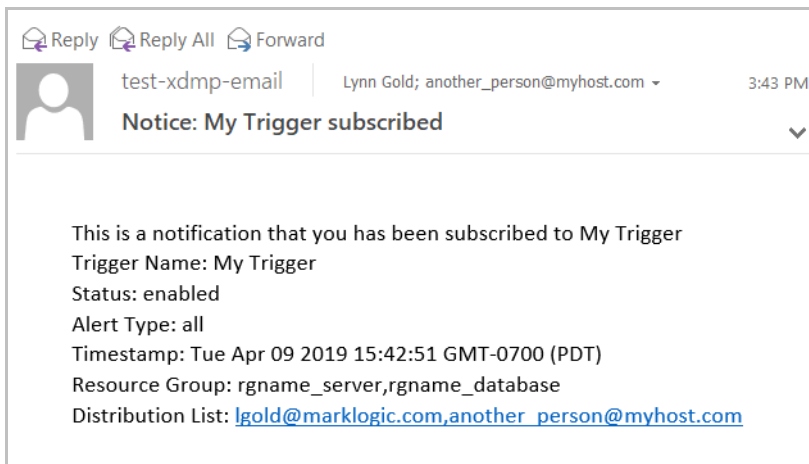 Reply Reply All Forward
test-xdmp-email Lynn Gold; another_person@myhost.com 3:43 PM
Notice: My Trigger subscribed
This is a notification that you has been subscribed to My Trigger
Trigger Name: My Trigger
Status: enabled
Alert Type: all
Timestamp: Tue Apr 09 2019 15:42:51 GMT-0700 (PDT)
Resource Group: rgname_server,rgname_database
Distribution List: lgold@marklogic.com,another_person@myhost.com